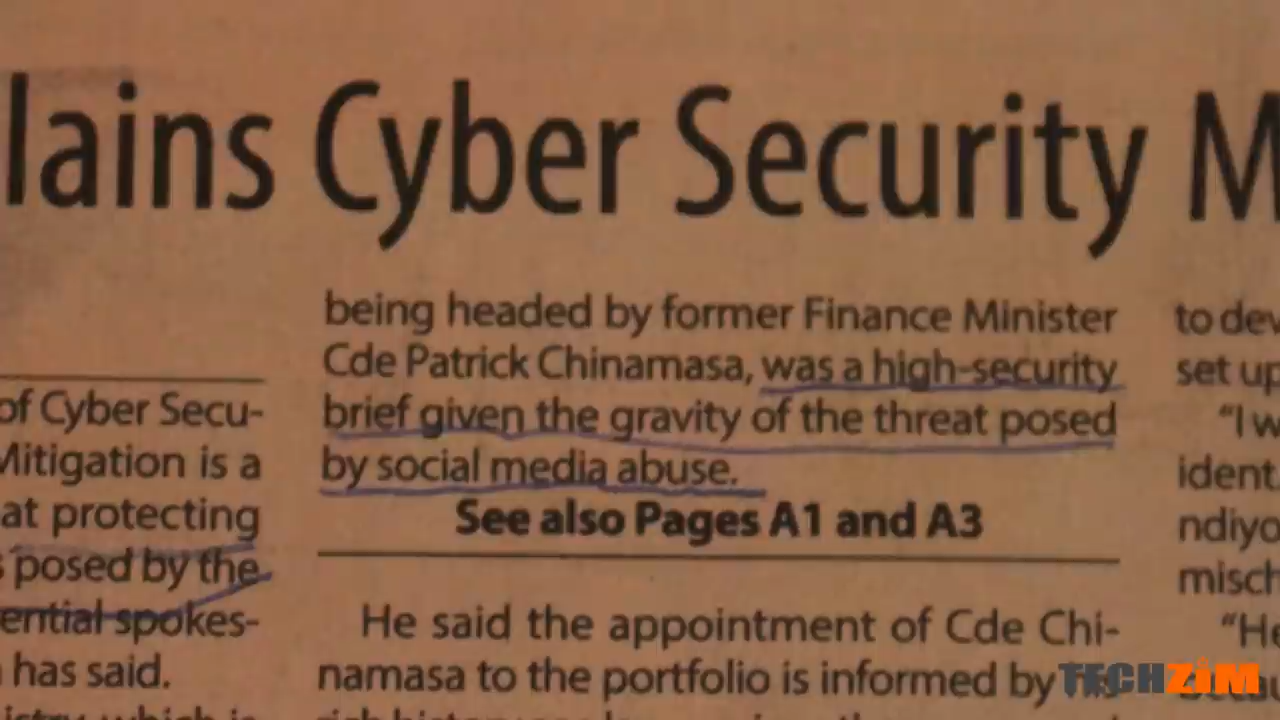 lains Cyber Security M
of Cyber Secu-
Mitigation is a
at protecting
posed by the
ential spokes-
has said.
being headed by former Finance Minister
Cde Patrick Chinamasa, was a high-security
brief given the gravity of the threat posed
by social media abuse.
See also Pages A1 and A3
He said the appointment of Cde Chi-
namasa to the portfolio is informed by
to dev
set up
"I w
ident
ndiyo
misch
"He
TECHZIM